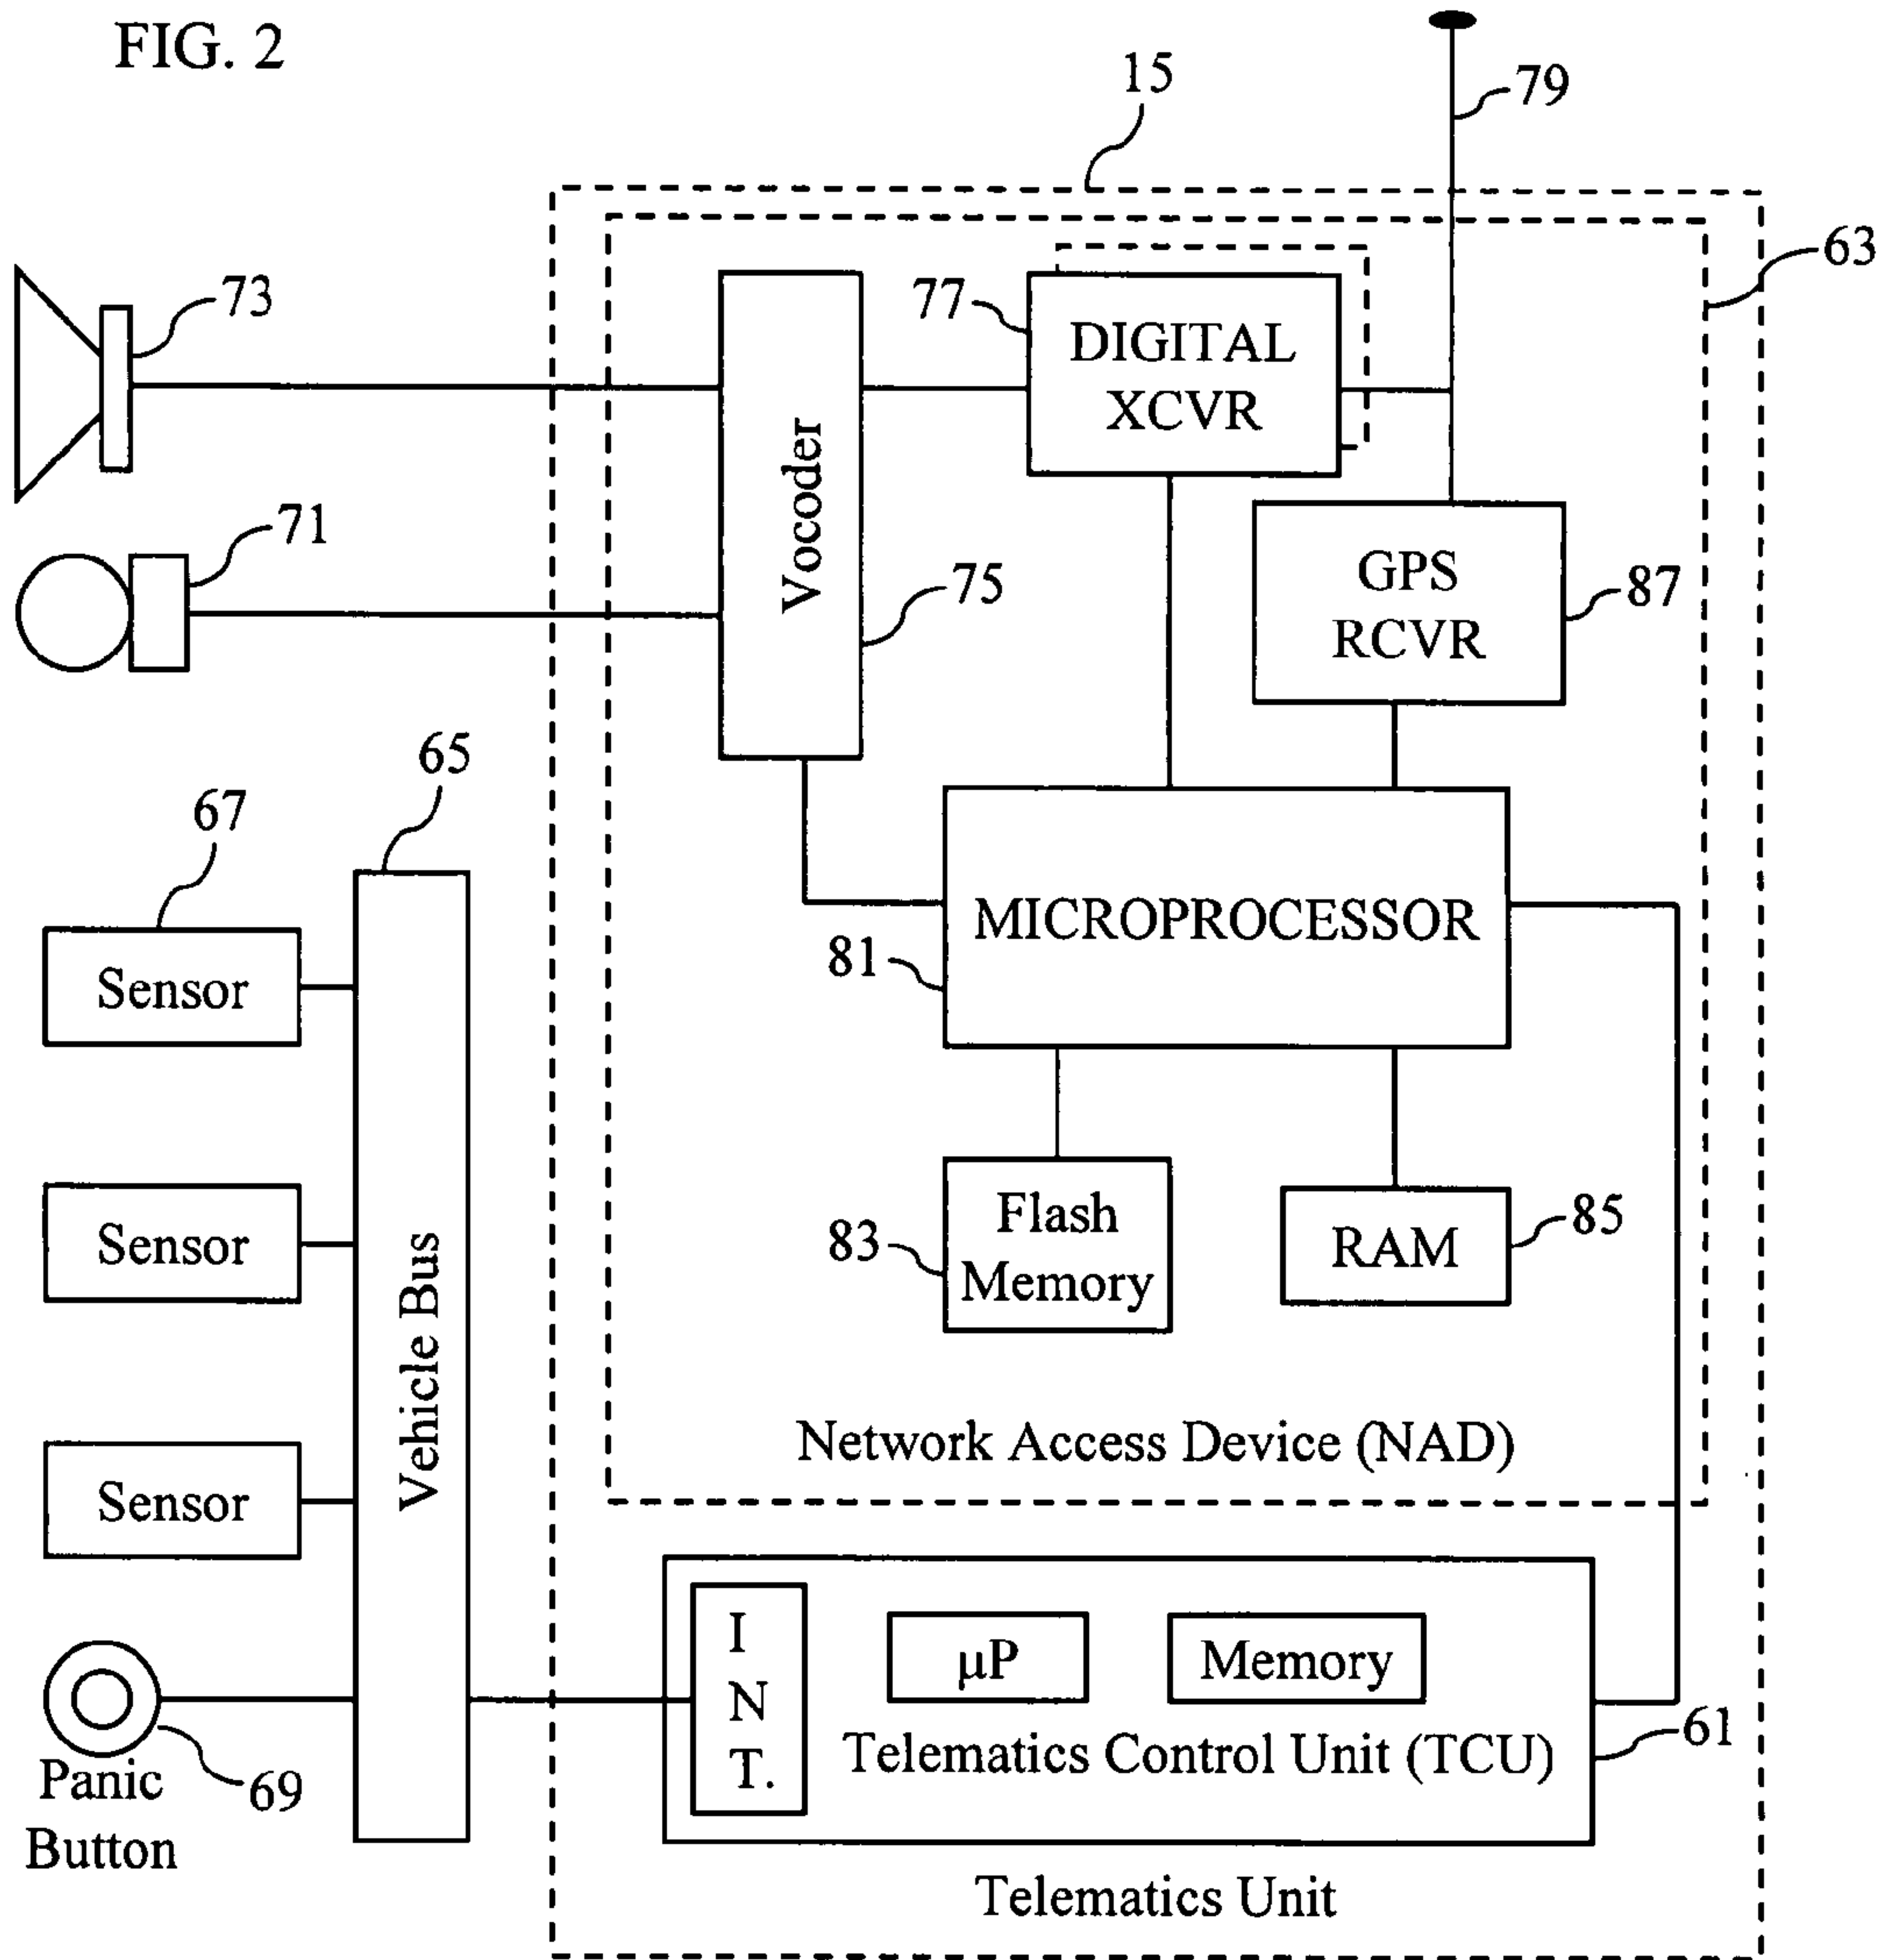 FIG. 2
15
79
63
73
77
DIGITAL
XCVR
Vocoder
71
75
GPS
RCVR
87
65
67
MICROPROCESSOR
81
Sensor
Vehicle Bus
Sensor
Flash
Memory
83
RAM
85
Sensor
Network Access Device (NAD)
I
N
T.
μP
Memory
Telematics Control Unit (TCU)
61
Panic
Button
69
Telematics Unit